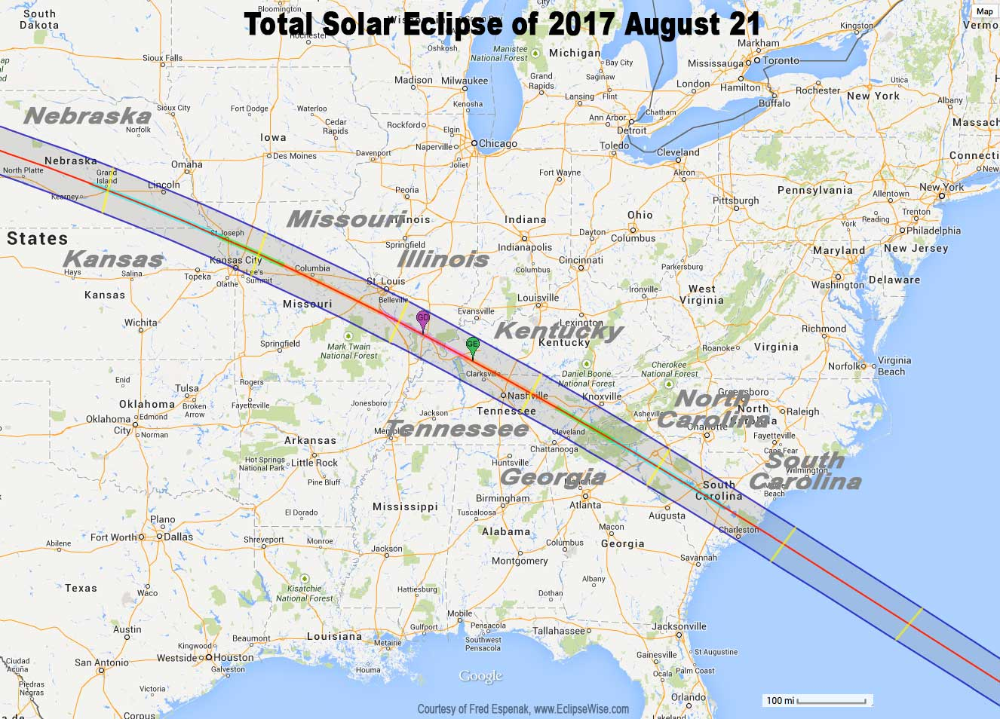 Total Solar Eclipse of 2017 August 21
Map
South
Dakota
Bloomington
Rochester
Oshkosh
Manistee
National Forest
Michigan
Bay City
Saginaw
Kingston
Vermo
Markham
Mississauga
Toronto
Sioux Falls
Madison
Milwaukee
Grand
Rapids
London
Hamilton
Rochester
Utica
New York
Albany
Buffalo
Kenosha
Lansing
Flint
Nebraska
Sioux City
Norfolk
Fort Dodge
Waterloo
Cedar
Rapids
Rockford
Elgin
Naperville
Chicago
Joliet
Ann Arbor
Chatham
Detroit
Massach
Iowa
Des Moines
Davenport
Toledo
Cleveland
Akron
Connecti
New
North Platte
Nebraska
Grand
Island
Kearney
Omaha
Lincoln
Peoria
Fort Wayne
Pennsylvania
Pittsburgh
Allentown
New York
Trenton
Reading
York
Philadelphia
Missouri
Illinois
Indiana
Ohio
Columbus
Dayton
States
Kansas
St Joseph
Kansas City
Lee's
Summit
Columbia
Springfield
Illinois
Indianapolis
Columbus
Cincinnati
Parkersburg
Maryland
New Jersey
Washington
Delaware
Hays
Salina
Topeka
Olathe
St. Louis
Belleville
Kansas
Missouri
Evansville
Louisville
Ironville
West
Virginia
Lexington
Wichita
GD
Kentucky
Kentucky
Richmond
Springfield
Mark Twain
National Forest
GE
Roanoke
Virginia
Norfolk
Virginia
Beach
Daniel Boone
National Forest
Cherokee
National Forest
Enid
Rogers
Clarksville
Tulsa
Broken
Arrow
Fayetteville
Nashville
Knoxville
North
Carolina
Greensboro
North
Raleigh
Oklahoma
Edmond
Oklahoma
City
Norman
Jonesboro
Jackson
Tennessee
Asheville
Charlotte
Fayetteville
Cape Fear
Tennessee
Cleveland
Chattanooga
Arkansas
Hot Springs
National Park
Little Rock
Pine Bluff
Huntsville
Georgia
South
Carolina
Wilmington
Beach
South
Carolina
Atlanta
Augusta
Mississippi
Birmingham
Tuscaloosa
El Dorado
Plano
Fort Worth
Dallas
Abilene
Shreveport
Monroe
Jackson
Alabama
Columbus
Macon
Georgia
Charleston
Montgomery
Savannah
Texas
Waco
Kisatchie
National Forest
Hattiesburg
Albany
Dothan
Mobile
Pensacola
Southwest
Pensacola
Tallahassee
Jacksonville
Austin
Beaumont
Louisiana
Metairie
Gulfport
Kingwood
Westside
Houston
Galveston
San Antonio
Houma
Gainesville
St Augustine
Ciudad
Acuña
Piedras
Negras
Victoria
Google
Ocala
Palm Coast
Orlando
100 mi
Corpus
Courtesy of Fred Espenak, www.EclipseWise.com